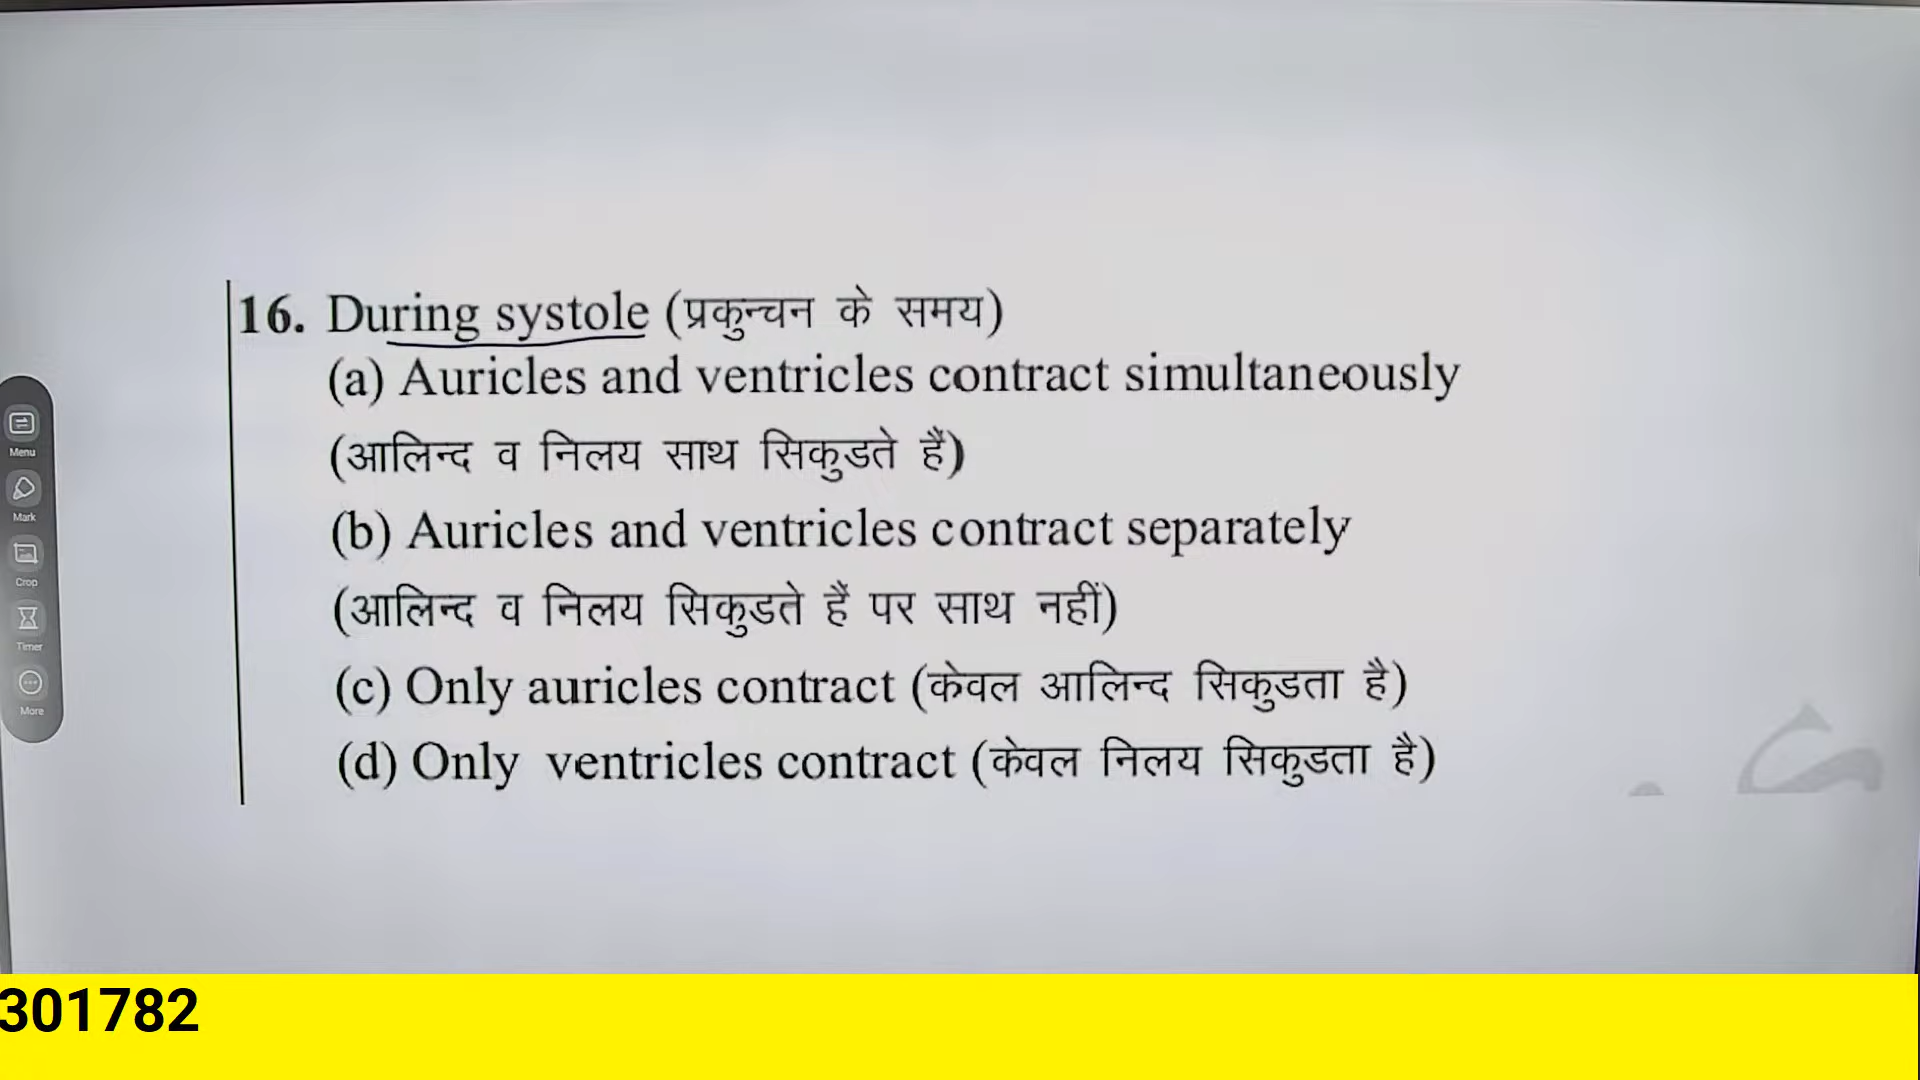 16. During systole (प्रकुन्चन के समय)
(a) Auricles and ventricles contract simultaneously
(आलिन्द व निलय साथ सिकुडते हैं)
(b) Auricles and ventricles contract separately
(आलिन्द व निलय सिकुडते हैं पर साथ नहीं)
(c) Only auricles contract (केवल आलिन्द सिकुडता है)
(d) Only ventricles contract (केवल निलय सिकुडता है)
Menu
Mark
Crop
Timer
More
301782